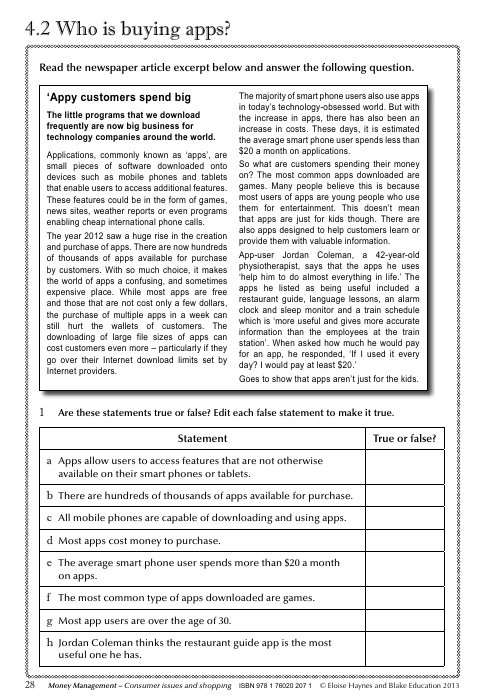 4.2 Who is buying apps?
Read the newspaper article excerpt below and answer the following question.
‘Appy customers spend big
The little programs that we download
frequently are now big business for
technology companies around the world.
Applications, commonly known as ‘apps’, are
small pieces of software downloaded onto
devices such as mobile phones and tablets
that enable users to access additional features.
These features could be in the form of games,
news sites, weather reports or even programs
enabling cheap international phone calls.
The year 2012 saw a huge rise in the creation
and purchase of apps. There are now hundreds
of thousands of apps available for purchase
by customers. With so much choice, it makes
the world of apps a confusing, and sometimes
expensive place. While most apps are free
and those that are not cost only a few dollars,
the purchase of multiple apps in a week can
still hurt the wallets of customers. The
downloading of large file sizes of apps can
cost customers even more – particularly if they
go over their Internet download limits set by
Internet providers.
The majority of smart phone users also use apps
in today’s technology-obsessed world. But with
the increase in apps, there has also been an
increase in costs. These days, it is estimated
the average smart phone user spends less than
$20 a month on applications.
So what are customers spending their money
on? The most common apps downloaded are
games. Many people believe this is because
most users of apps are young people who use
them for entertainment. This doesn’t mean
that apps are just for kids though. There are
also apps designed to help customers learn or
provide them with valuable information.
App-user Jordan Coleman, a 42-year-old
physiotherapist, says that the apps he uses
‘help him to do almost everything in life.’ The
apps he listed as being useful included a
restaurant guide, language lessons, an alarm
clock and sleep monitor and a train schedule
which is ‘more useful and gives more accurate
information than the employees at the train
station’. When asked how much he would pay
for an app, he responded, ‘If I used it every
day? I would pay at least $20.’
Goes to show that apps aren’t just for the kids.
1 Are these statements true or false? Edit each false statement to make it true.
Statement True or false?
a Apps allow users to access features that are not otherwise
available on their smart phones or tablets.
b There are hundreds of thousands of apps available for purchase.
c All mobile phones are capable of downloading and using apps.
d Most apps cost money to purchase.
e The average smart phone user spends more than $20 a month
on apps.
f The most common type of apps downloaded are games.
g Most app users are over the age of 30.
h Jordan Coleman thinks the restaurant guide app is the most
useful one he has.
28 Money Management – Consumer issues and shopping ISBN 978 1 76020 207 1 © Eloise Haynes and Blake Education 2013